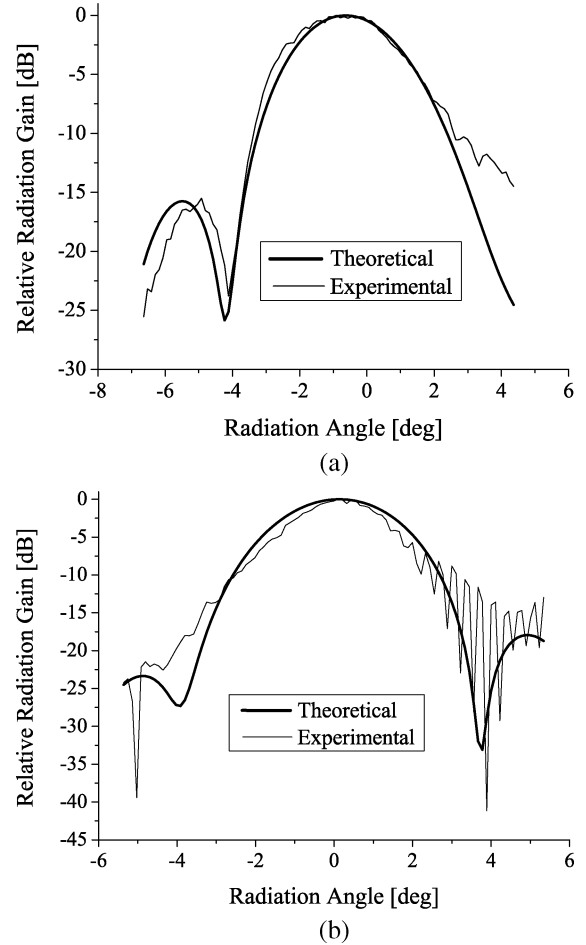 0
-5
-10
-15
-20
-25
-30
Relative Radiation Gain [dB]
Theoretical
Experimental
-8 -6 -4 -2 0 2 4 6
Radiation Angle [deg]
(a)
0
-5
-10
-15
-20
-25
-30
-35
-40
-45
Relative Radiation Gain [dB]
Theoretical
Experimental
-6 -4 -2 0 2 4 6
Radiation Angle [deg]
(b)